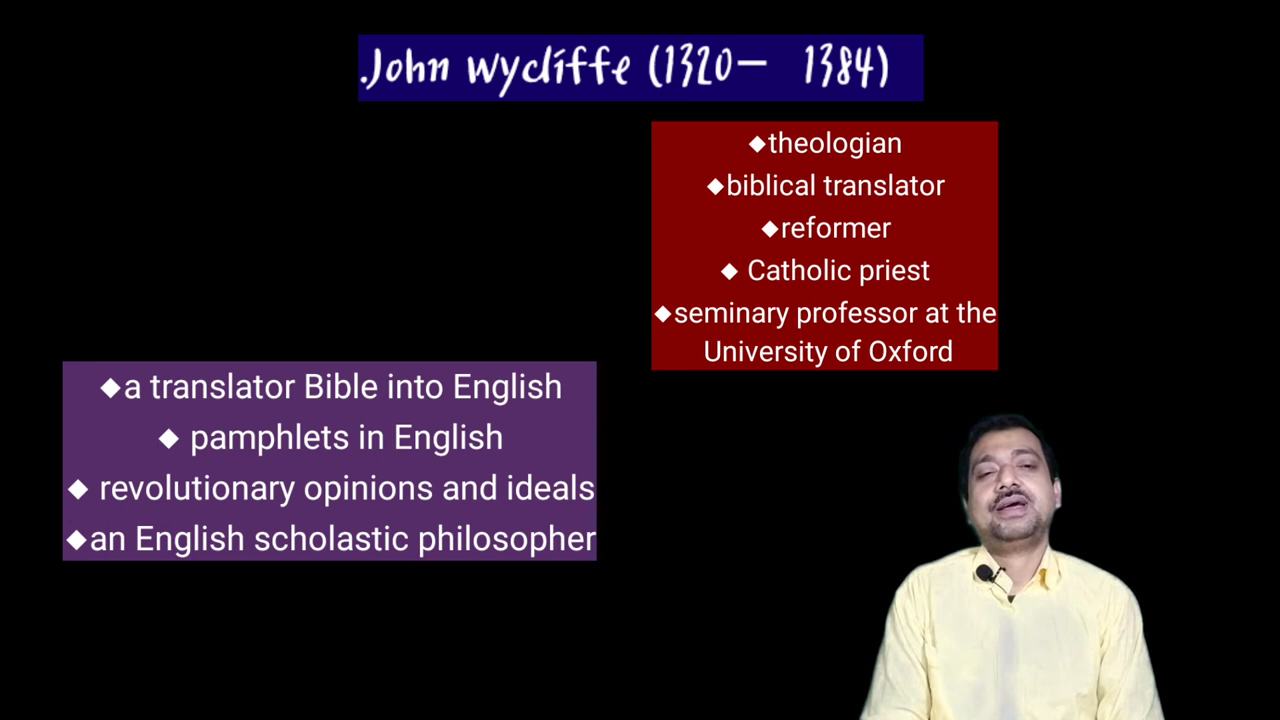 .John Wycliffe (1320– 1384)
◆theologian
◆biblical translator
◆reformer
◆ Catholic priest
◆seminary professor at the
University of Oxford
◆a translator Bible into English
◆ pamphlets in English
◆ revolutionary opinions and ideals
◆an English scholastic philosopher